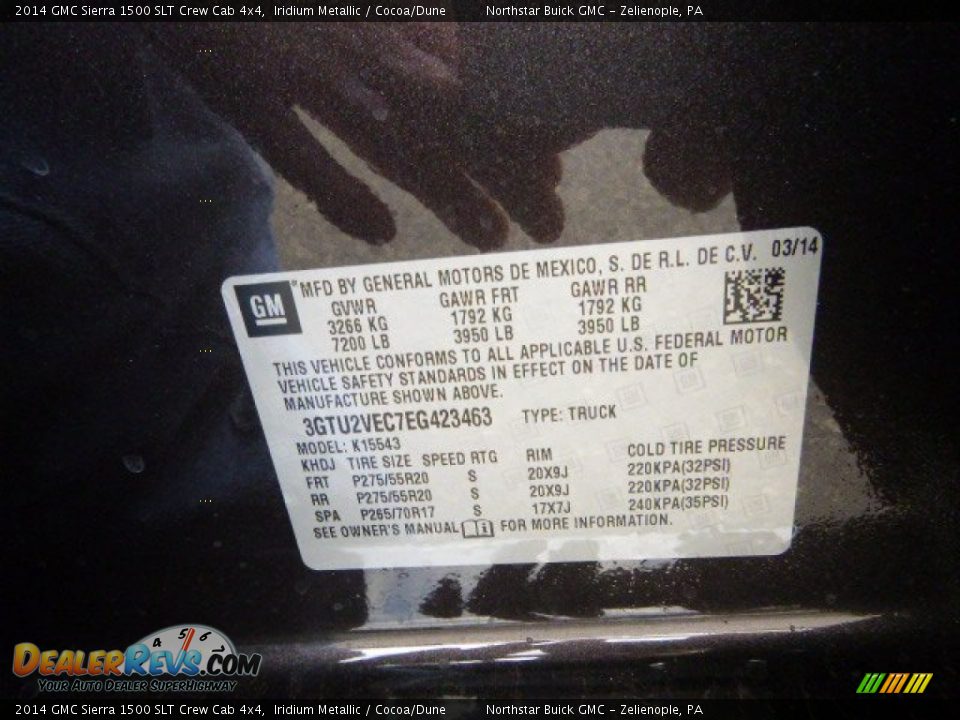 2014 GMC Sierra 1500 SLT Crew Cab 4x4, Iridium Metallic / Cocoa/Dune Northstar Buick GMC - Zelienople, PA
GM ® MFD BY GENERAL MOTORS DE MEXICO, S. DE R.L. DE C.V. 03/14
GVWR GAWR FRT GAWR RR
3266 KG 1792 KG 1792 KG
7200 LB 3950 LB 3950 LB
THIS VEHICLE CONFORMS TO ALL APPLICABLE U.S. FEDERAL MOTOR
VEHICLE SAFETY STANDARDS IN EFFECT ON THE DATE OF
MANUFACTURE SHOWN ABOVE.
3GTU2VEC7EG423463 TYPE: TRUCK
MODEL: K15543
KHDJ TIRE SIZE SPEED RTG RIM COLD TIRE PRESSURE
FRT P275/55R20 S 20X9J 220KPA(32PSI)
RR P275/55R20 S 20X9J 220KPA(32PSI)
SPA P265/70R17 S 17X7J 240KPA(35PSI)
SEE OWNER'S MANUAL FOR MORE INFORMATION.
4 5 6
DEALERREVS.COM
YOUR AUTO DEALER SUPERHIGHWAY
2014 GMC Sierra 1500 SLT Crew Cab 4x4, Iridium Metallic / Cocoa/Dune Northstar Buick GMC - Zelienople, PA